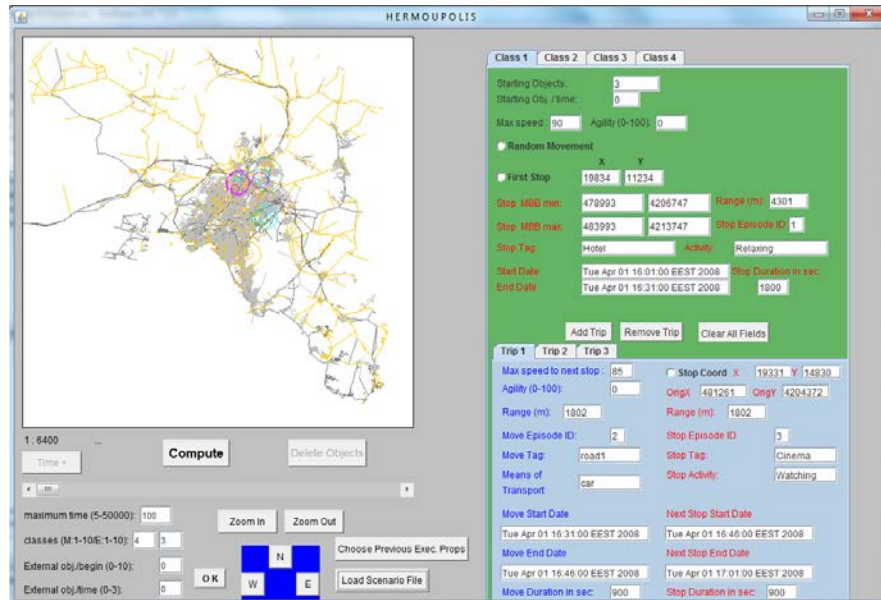 HERMOUPOLIS
1 : 6400 ...
Time +
Compute
Delete Objects
maximum time (5-50000): 100
classes (M:1-10/E:1-10): 4 3
External obj./begin (0-10): 0
External obj./time (0-3): 0
Zoom In
Zoom Out
OK
N
W
E
Choose Previous Exec. Props
Load Scenario File
Class 1 Class 2 Class 3 Class 4
Starting Objects: 3
Starting Obj. / time: 0
Max speed : 90 Agility (0-100): 0
Random Movement
X Y
First Stop 19834 11234
Stop MBB min: 478993 4206747 Range (m): 4301
Stop MBB max: 483993 4213747 Stop Episode ID 1
Stop Tag: Hotel Activity: Relaxing
Start Date Tue Apr 01 16:01:00 EEST 2008 Stop Duration in sec:
End Date Tue Apr 01 16:31:00 EEST 2008 1800
Add Trip Remove Trip Clear All Fields
Trip 1 Trip 2 Trip 3
Max speed to next stop : 85 Stop Coord X 19331 Y 14830
Agility (0-100): 0 OrigX 481261 OrigY 4204372
Range (m): 1802 Range (m): 1802
Move Episode ID: 2 Stop Episode ID 3
Move Tag: road1 Stop Tag: Cinema
Means of Transport: car Stop Activity: Watching
Move Start Date Next Stop Start Date
Tue Apr 01 16:31:00 EEST 2008 Tue Apr 01 16:46:00 EEST 2008
Move End Date Next Stop End Date
Tue Apr 01 16:46:00 EEST 2008 Tue Apr 01 17:01:00 EEST 2008
Move Duration in sec: 900 Stop Duration in sec: 900